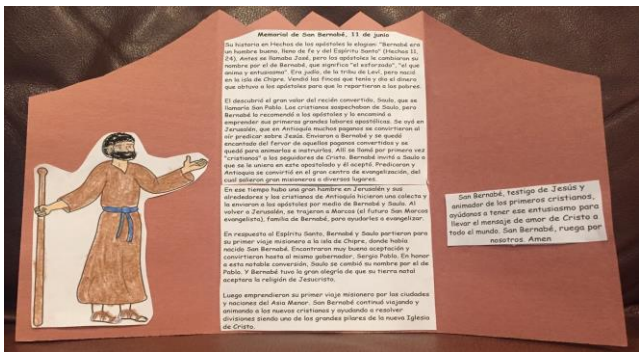 Memorial de San Bernabé, 11 de junio
Su historia en Hechos de los apóstoles le elogian: "Bernabé era
un hombre bueno, lleno de fe y del Espíritu Santo" (Hechos 11,
24). Antes se llamaba José, pero los apóstoles le cambiaron su
nombre por el de Bernabé, que significa "el esforzado", "el que
anima y entusiasma". Era judío, de la tribu de Leví, pero nació
en la isla de Chipre. Vendió las fincas que tenía y dio el dinero
que obtuvo a los apóstoles para que lo repartieron a los pobres.
El descubrió el gran valor del recién convertido, Saulo, que se
llamaría San Pablo. Los cristianos sospechaban de Saulo, pero
Bernabé lo recomendó a los apóstoles y lo encaminó a
emprender sus primeras grandes labores apostólicas. Se oyó en
Jerusalén, que en Antioquía muchos paganos se convirtieron al
oír predicar sobre Jesús. Enviaron a Bernabé y se quedó
encantado del fervor de aquellos paganos convertidos y se
quedó para animarlos e instruirlos. Allí se llamó por primera vez
"cristianos" a los seguidores de Cristo. Bernabé invitó a Saulo a
que se le uniera en este apostolado y él aceptó. Predicaron y
Antioquía se convirtió en el gran centro de evangelización, del
cual salieron gran misioneros a diversos lugares.
En ese tiempo hubo una gran hambre en Jerusalén y sus
alrededores y los cristianos de Antioquía hicieron una colecta y
la enviaron a los apóstoles por medio de Bernabé y Saulo. Al
volver a Jerusalén, se trajeron a Marcos (el futuro San Marcos
evangelista), familia de Bernabé, para ayudarles a evangelizar.
En respuesta al Espíritu Santo, Bernabé y Saulo partieron para
su primer viaje misionero a la isla de Chipre, donde había
nacido San Bernabé. Encontraron muy buena aceptación y
convirtieron hasta al mismo gobernador, Sergio Pablo. En honor
a esta notable conversión, Saulo se cambió su nombre por el de
Pablo. Y Bernabé tuvo la gran alegría de que su tierra natal
aceptara la religión de Jesucristo.
Luego emprendieron su primer viaje misionero por las ciudades
y naciones del Asia Menor. San Bernabé continuó viajando y
animando a los nuevos cristianos y ayudando a resolver
divisiones siendo uno de los grandes pilares de la nueva Iglesia
de Cristo.
San Bernabé, testigo de Jesús y
animador de los primeros cristianos,
ayúdanos a tener ese entusiasmo para
llevar el mensaje de amor de Cristo a
todo el mundo. San Bernabé, ruega por
nosotros. Amen